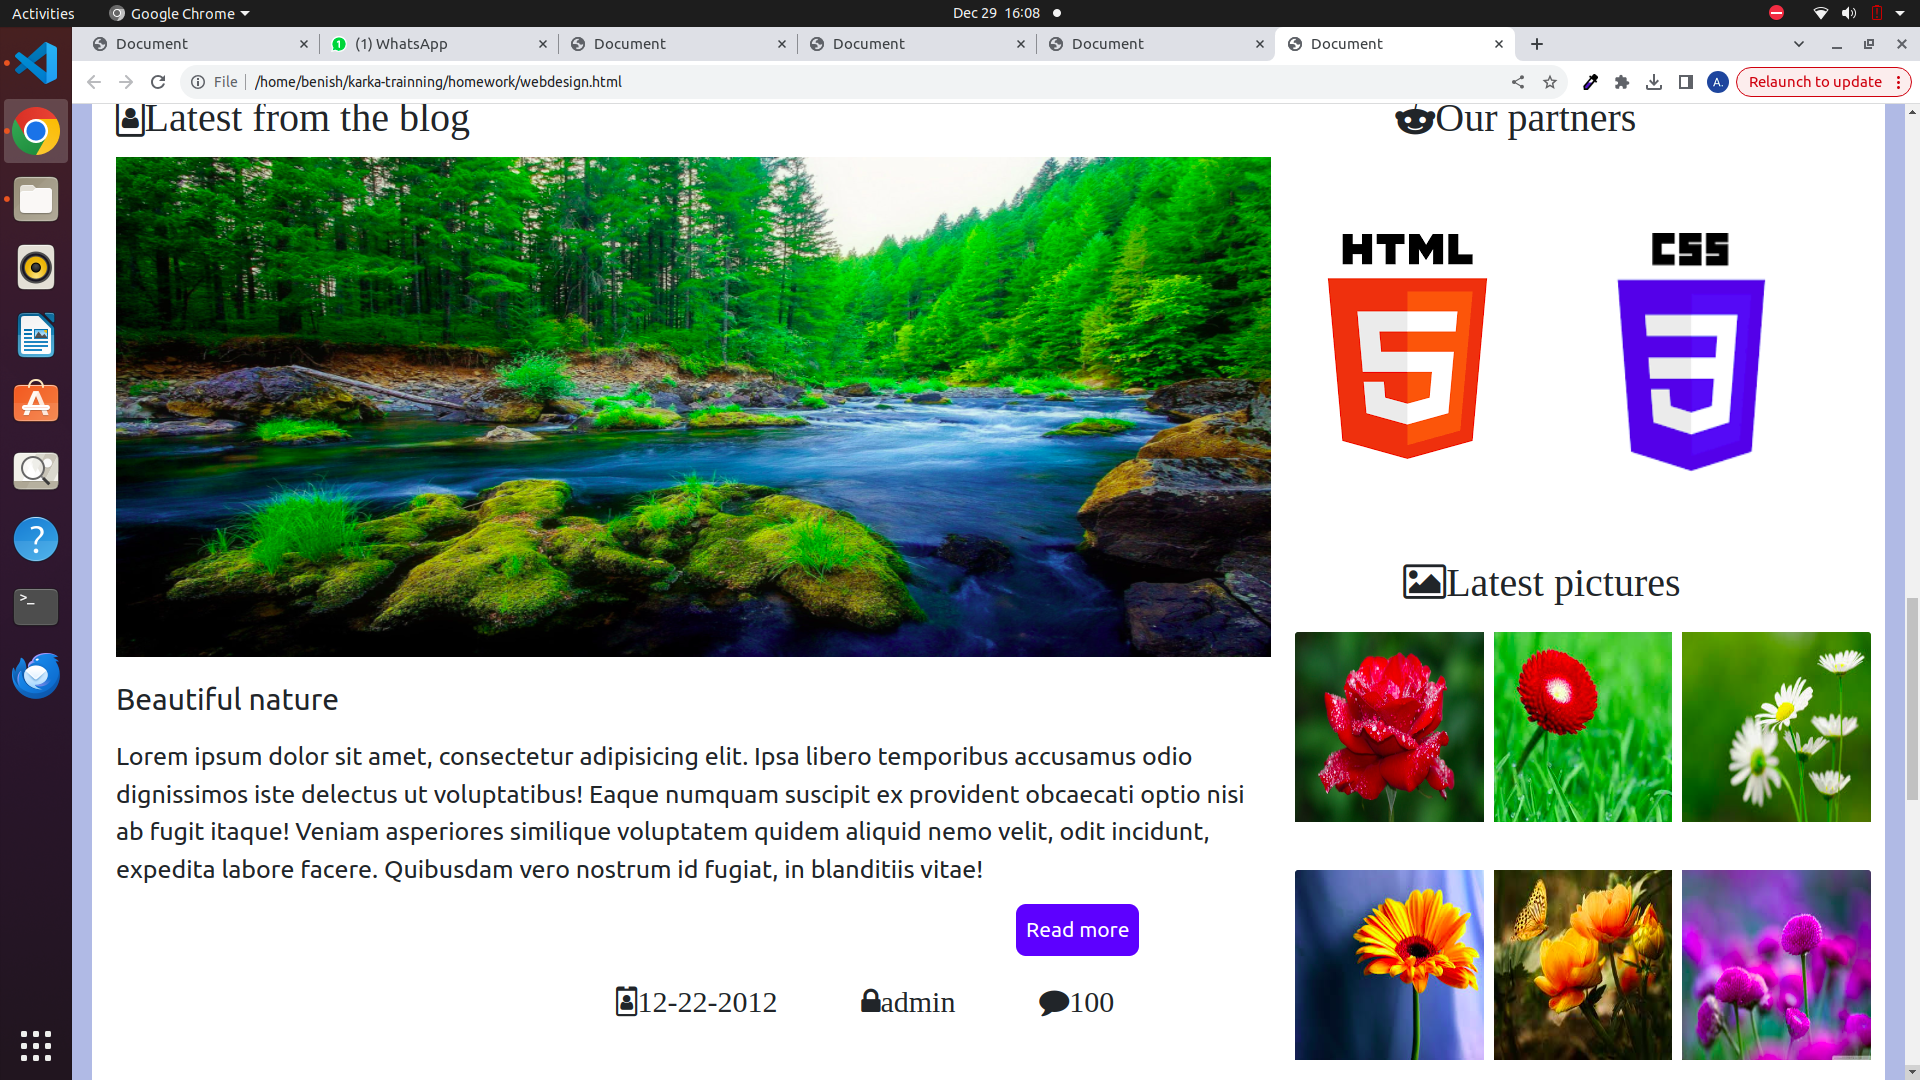 Activities
Google Chrome
Dec 29 16:08
Document
(1) WhatsApp
Document
Document
Document
Document
File
/home/benish/karka-trainning/homework/webdesign.html
A.
Relaunch to update
Latest from the blog
Our partners
HTML
CSS
Latest pictures
Beautiful nature
Lorem ipsum dolor sit amet, consectetur adipisicing elit. Ipsa libero temporibus accusamus odio
dignissimos iste delectus ut voluptatibus! Eaque numquam suscipit ex provident obcaecati optio nisi
ab fugit itaque! Veniam asperiores similique voluptatem quidem aliquid nemo velit, odit incidunt,
expedita labore facere. Quibusdam vero nostrum id fugiat, in blanditiis vitae!
Read more
12-22-2012
admin
100